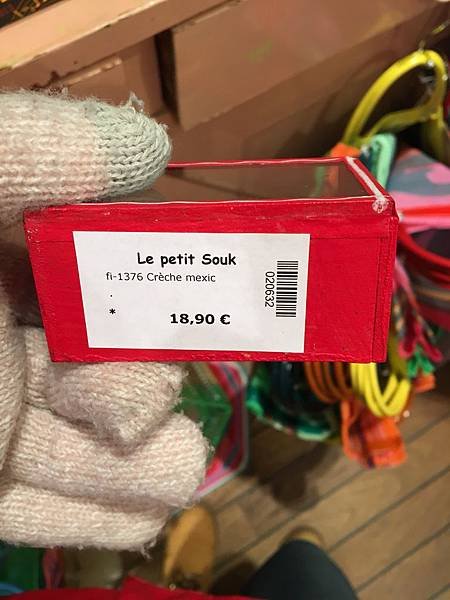 Le petit Souk
fi-1376 Crèche mexic
.
* 18,90 €
020632